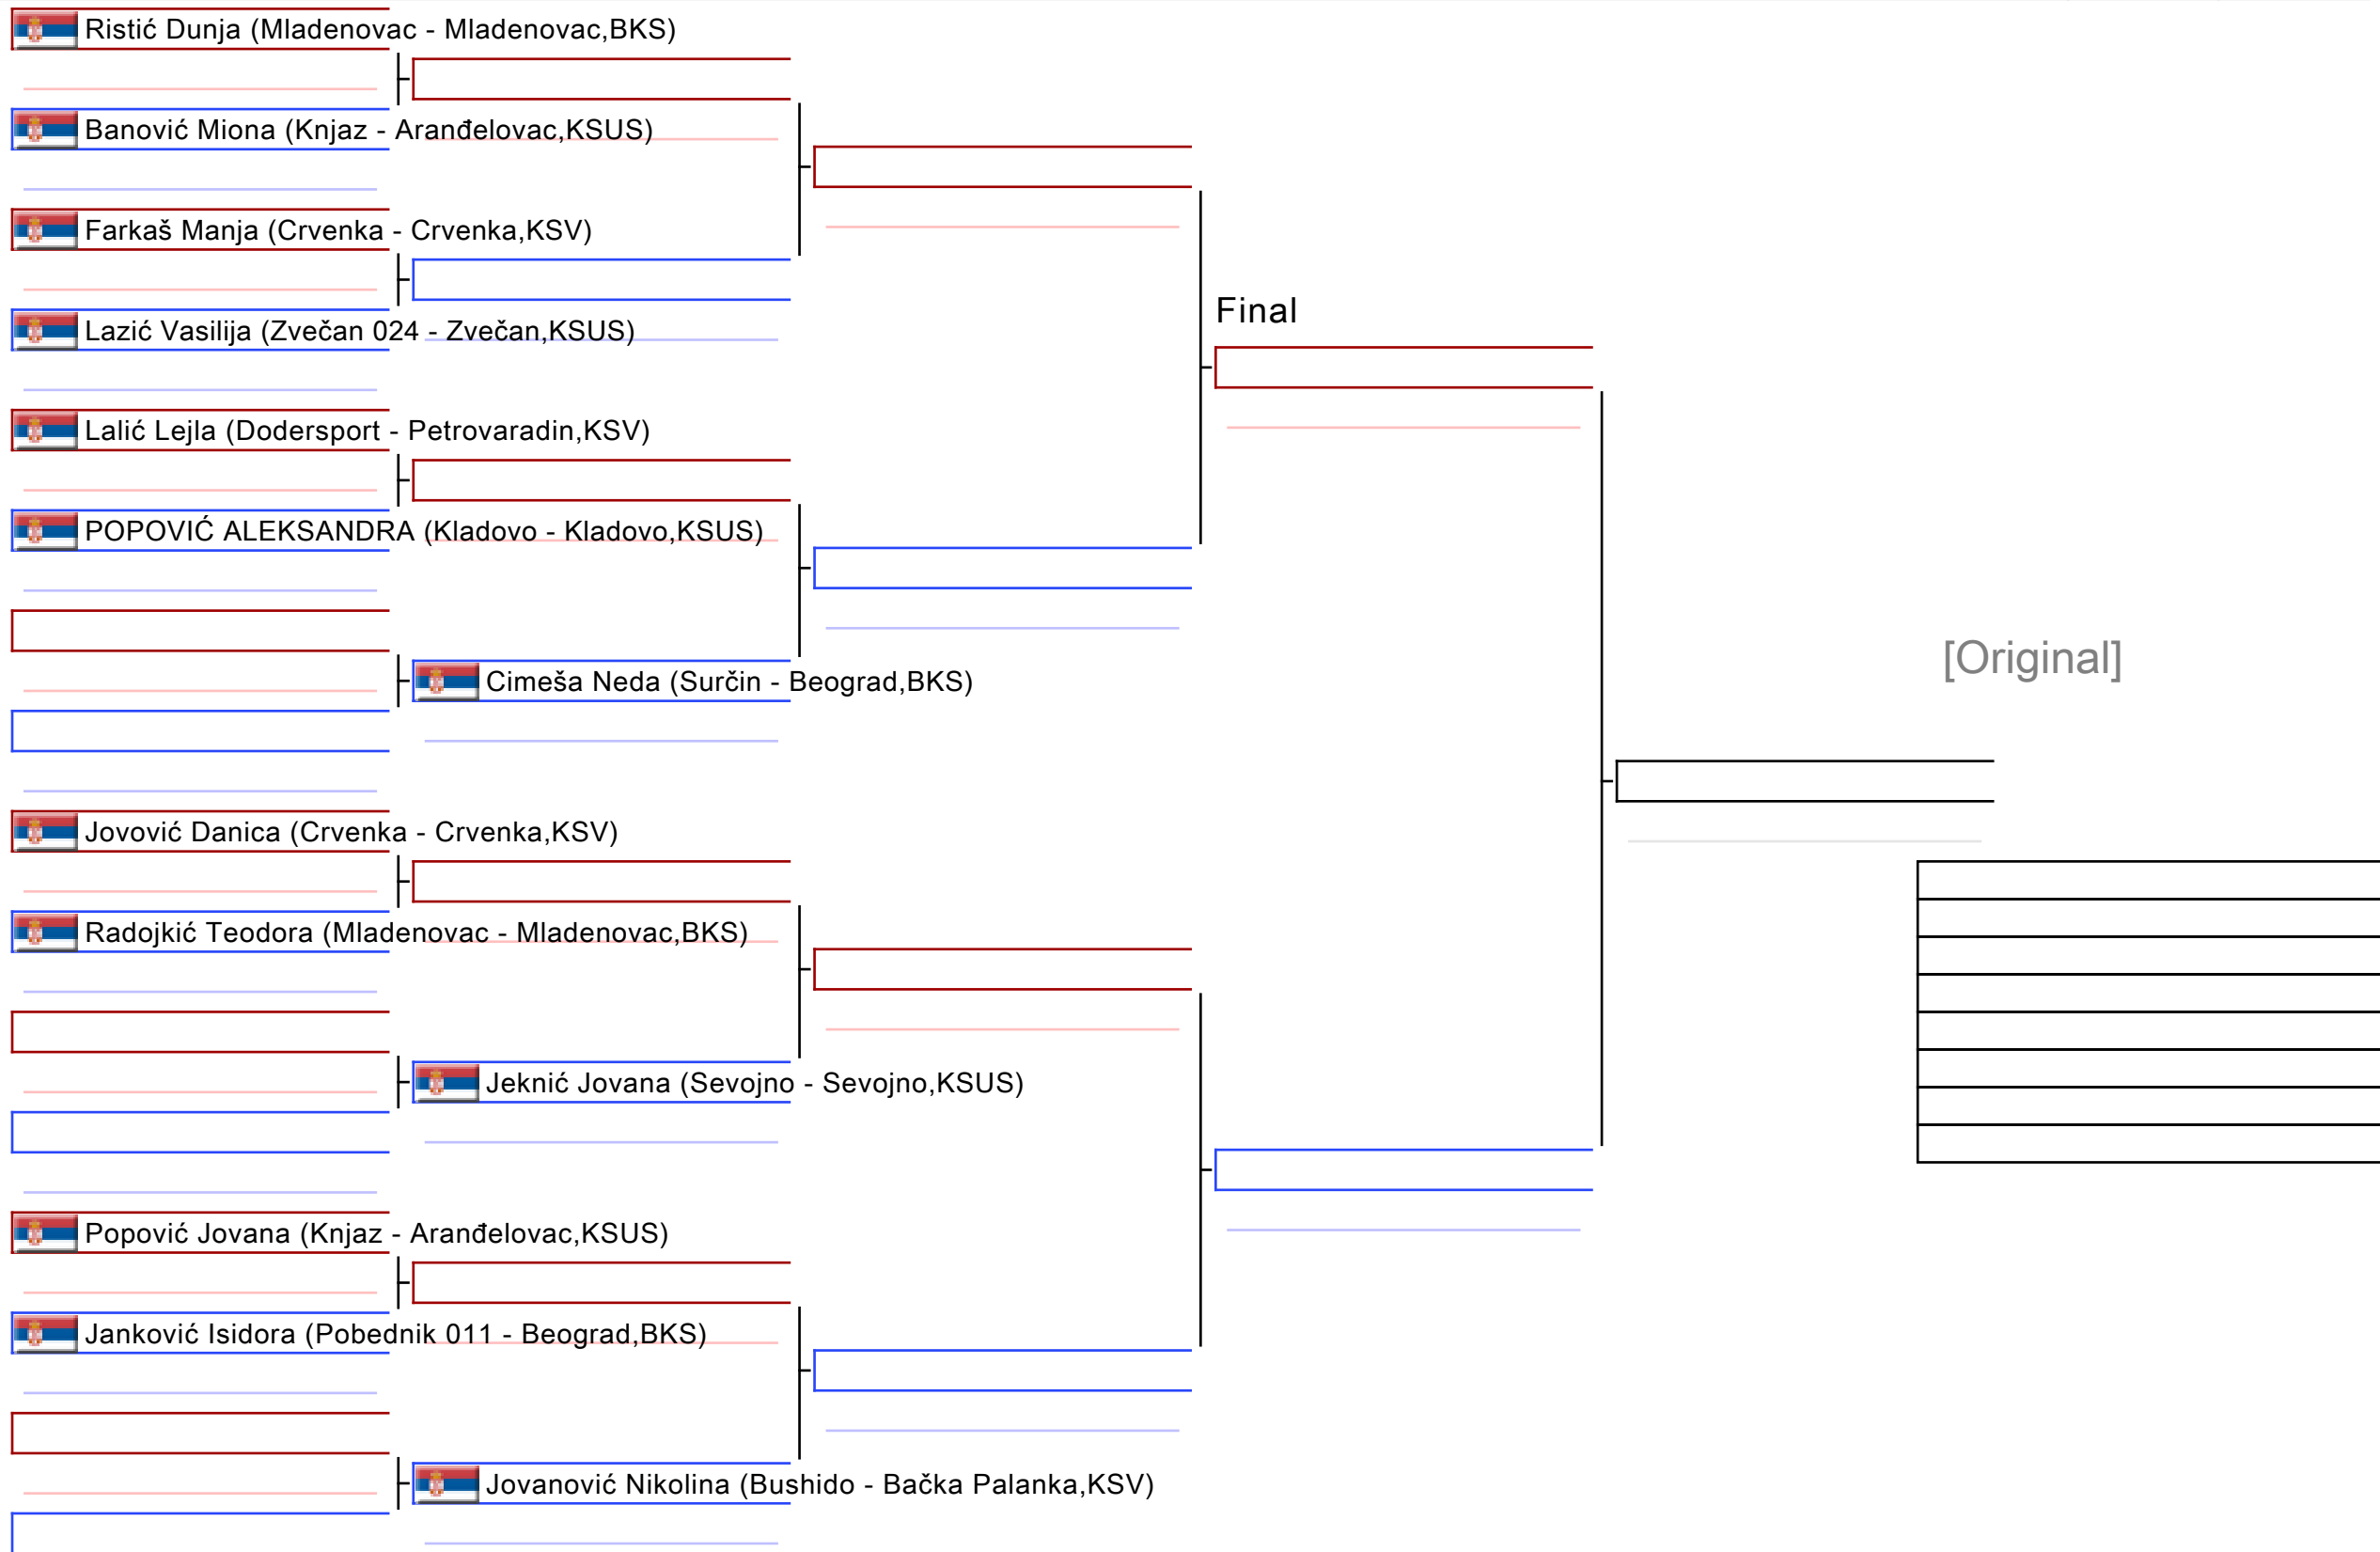 Ristić Dunja (Mladenovac - Mladenovac,BKS)
Banović Miona (Knjaz - Aranđelovac,KSUS)
Farkaš Manja (Crvenka - Crvenka,KSV)
Final
Lazić Vasilija (Zvečan 024 - Zvečan,KSUS)
Lalić Lejla (Dodersport - Petrovaradin,KSV)
POPOVIĆ ALEKSANDRA (Kladovo - Kladovo,KSUS)
[Original]
Cimeša Neda (Surčin - Beograd,BKS)
Jovović Danica (Crvenka - Crvenka,KSV)
Radojkić Teodora (Mladenovac - Mladenovac,BKS)
Jeknić Jovana (Sevojno - Sevojno,KSUS)
Popović Jovana (Knjaz - Aranđelovac,KSUS)
Janković Isidora (Pobednik 011 - Beograd,BKS)
Jovanović Nikolina (Bushido - Bačka Palanka,KSV)